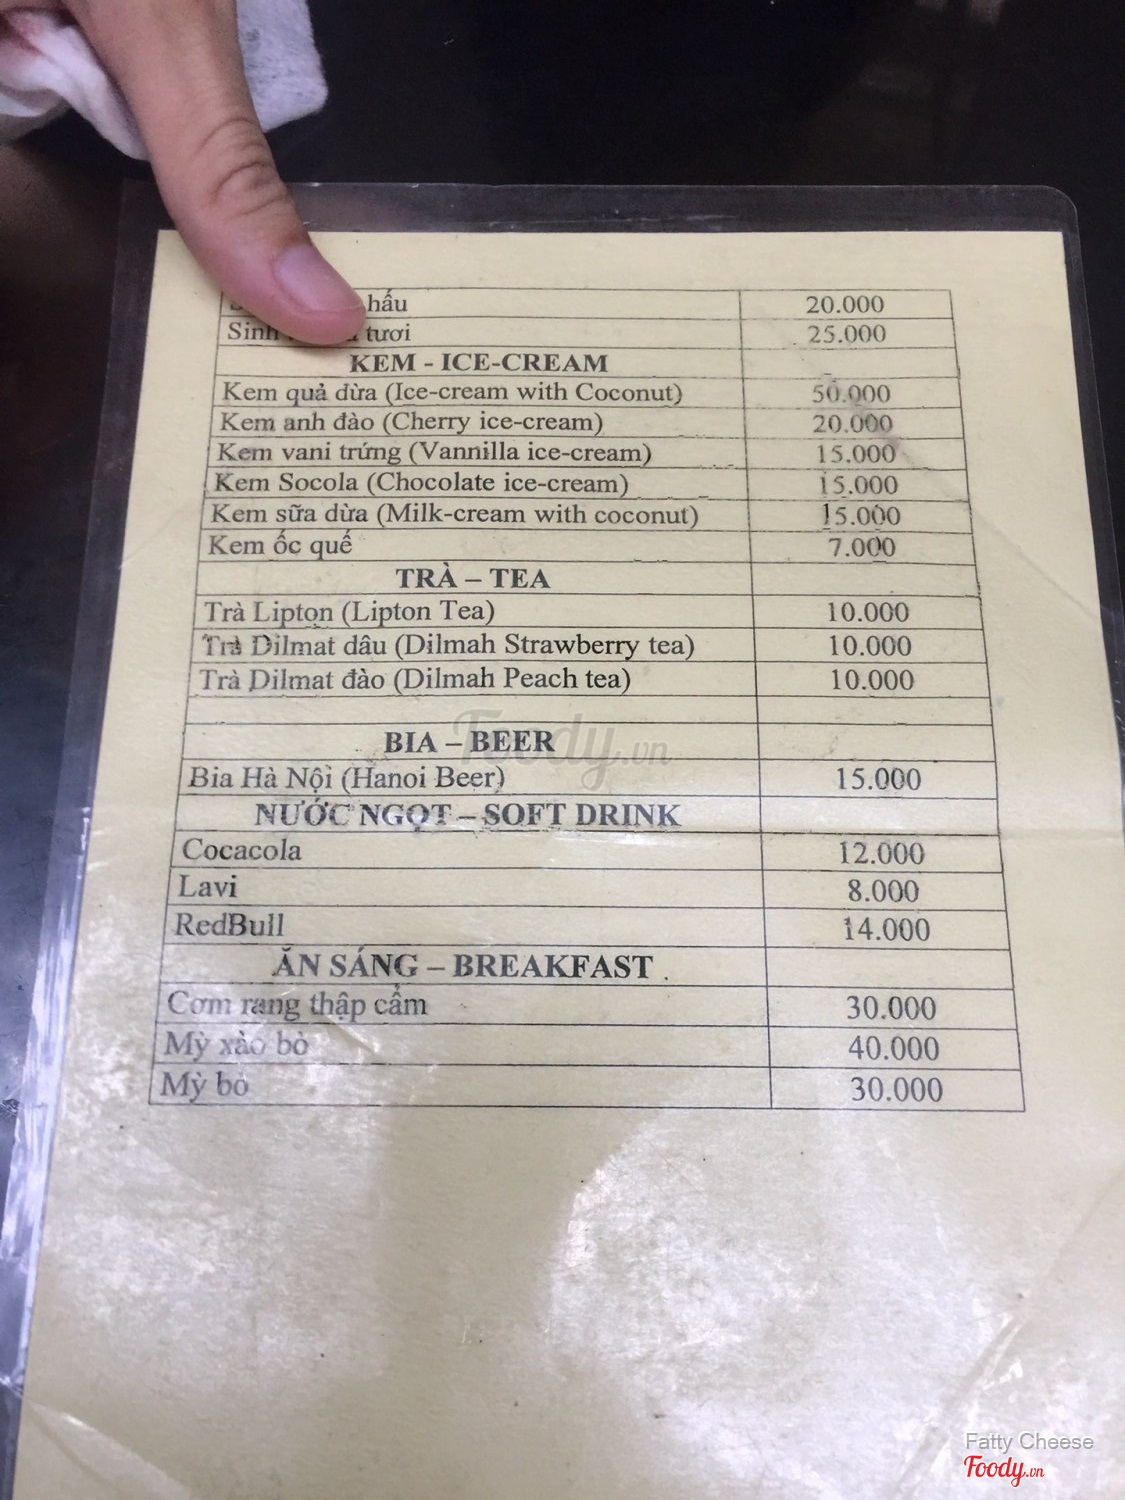 hấu 20.000
Sinh tươi 25.000
KEM - ICE-CREAM
Kem quả dừa (Ice-cream with Coconut) 50.000
Kem anh đào (Cherry ice-cream) 20.000
Kem vani trứng (Vannilla ice-cream) 15.000
Kem Socola (Chocolate ice-cream) 15.000
Kem sữa dừa (Milk-cream with coconut) 15.000
Kem ốc quế 7.000
TRÀ – TEA
Trà Lipton (Lipton Tea) 10.000
Trà Dilmat dâu (Dilmah Strawberry tea) 10.000
Trà Dilmat đào (Dilmah Peach tea) 10.000
Foody.vn
BIA – BEER
Bia Hà Nội (Hanoi Beer) 15.000
NƯỚC NGỌT – SOFT DRINK
Cocacola 12.000
Lavi 8.000
RedBull 14.000
ĂN SÁNG – BREAKFAST .
Cơm rang thập cẩm 30.000
Mỳ xào bò 40.000
Mỳ bò 30.000
Fatty Cheese
Foody.vn